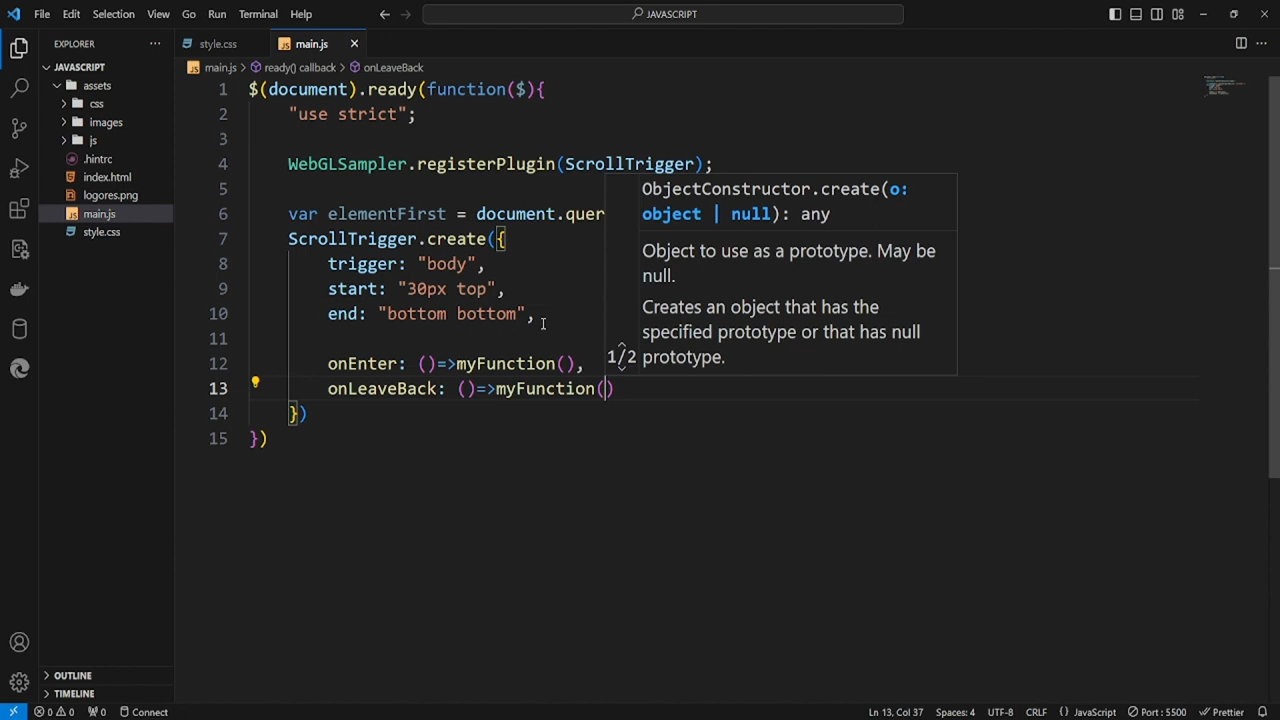 File Edit Selection View Go Run Terminal Help
JAVASCRIPT
EXPLORER
style.css
main.js
JAVASCRIPT
main.js > ready() callback > onLeaveBack
assets
css
images
js
.hintrc
index.html
logores.png
main.js
style.css
1 $(document).ready(function($){
2 "use strict";
3
4 WebGLSampler.registerPlugin(ScrollTrigger);
5
6 var elementFirst = document.quer
7 ScrollTrigger.create({
8 trigger: "body",
9 start: "30px top",
10 end: "bottom bottom",
11
12 onEnter: ()=>myFunction(),
13 onLeaveBack: ()=>myFunction()
14 })
15 })
ObjectConstructor.create(o:
object | null): any
Object to use as a prototype. May be
null.
Creates an object that has the
specified prototype or that has null
1/2 prototype.
OUTLINE
TIMELINE
0 0 0 Connect
Ln 13, Col 37 Spaces: 4 UTF-8 CRLF {} JavaScript Port : 5500 Prettier